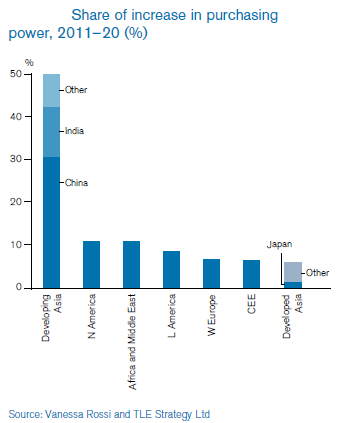 Share of increase in purchasing
power, 2011–20 (%)
%
50
40
30
20
10
0
Other
India
China
Japan
Other
Developing
Asia
N America
Africa and Middle East
L America
W Europe
CEE
Developed
Asia
Source: Vanessa Rossi and TLE Strategy Ltd